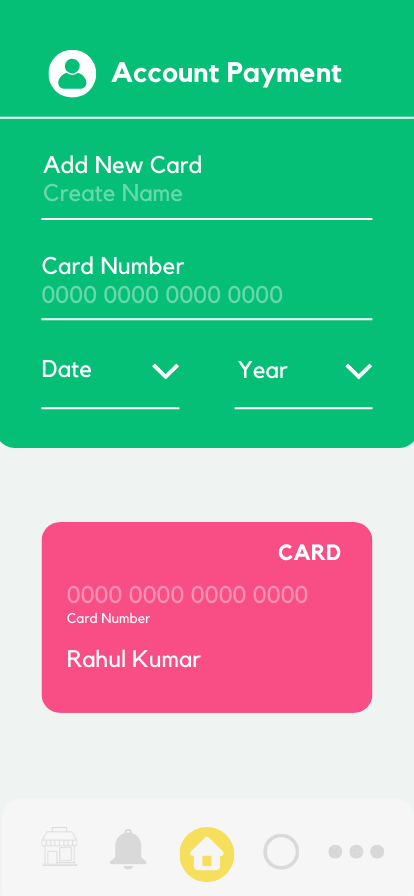 Account Payment
Add New Card
Create Name
Card Number
0000 0000 0000 0000
Date Year
CARD
0000 0000 0000 0000
Card Number
Rahul Kumar